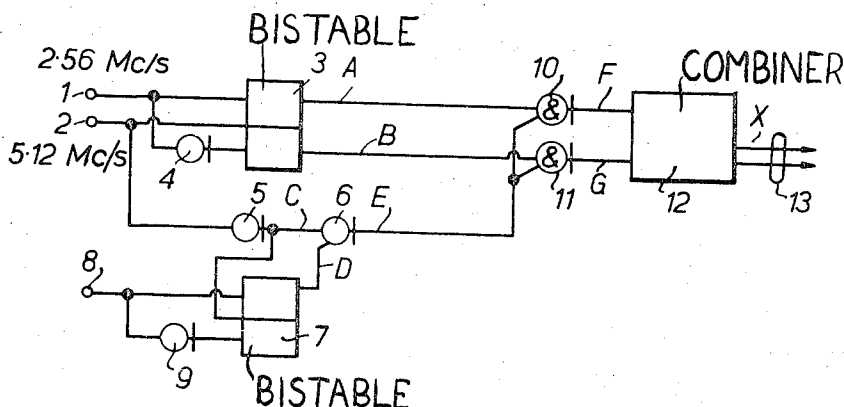 BISTABLE
2·56 Mc/s
3
A
10
F
COMBINER
1
&
X
2
5·12 Mc/s
B
&
4
G
12
13
11
5
C
6
E
D
8
7
9
BISTABLE